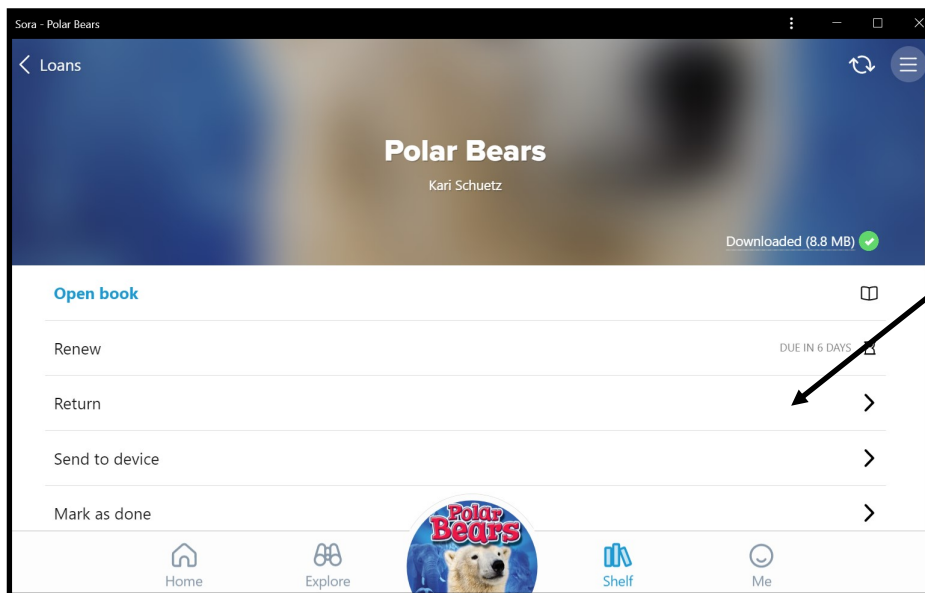 Sora - Polar Bears
Loans
Polar Bears
Kari Schuetz
Downloaded (8.8 MB)
Open book
Renew
DUE IN 6 DAYS
Return
Send to device
Mark as done
Polar
Bears
Home
Explore
Shelf
Me